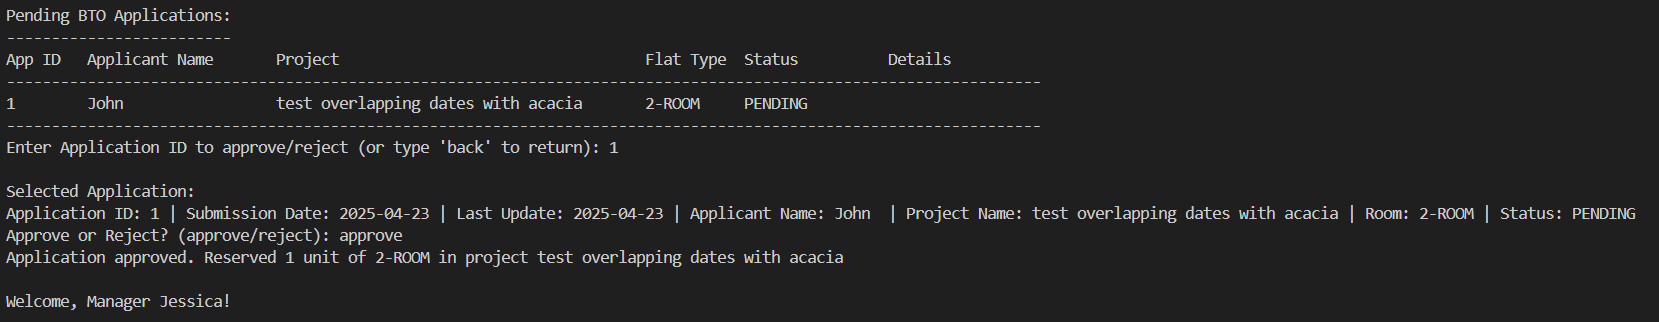 Pending BTO Applications:
-------------------------
App ID   Applicant Name       Project                                  Flat Type  Status          Details
-------------------------------------------------------------------------------------------------------------------
1        John                 test overlapping dates with acacia       2-ROOM     PENDING
-------------------------------------------------------------------------------------------------------------------
Enter Application ID to approve/reject (or type 'back' to return): 1
Selected Application:
Application ID: 1 | Submission Date: 2025-04-23 | Last Update: 2025-04-23 | Applicant Name: John  | Project Name: test overlapping dates with acacia | Room: 2-ROOM | Status: PENDING
Approve or Reject? (approve/reject): approve
Application approved. Reserved 1 unit of 2-ROOM in project test overlapping dates with acacia
Welcome, Manager Jessica!